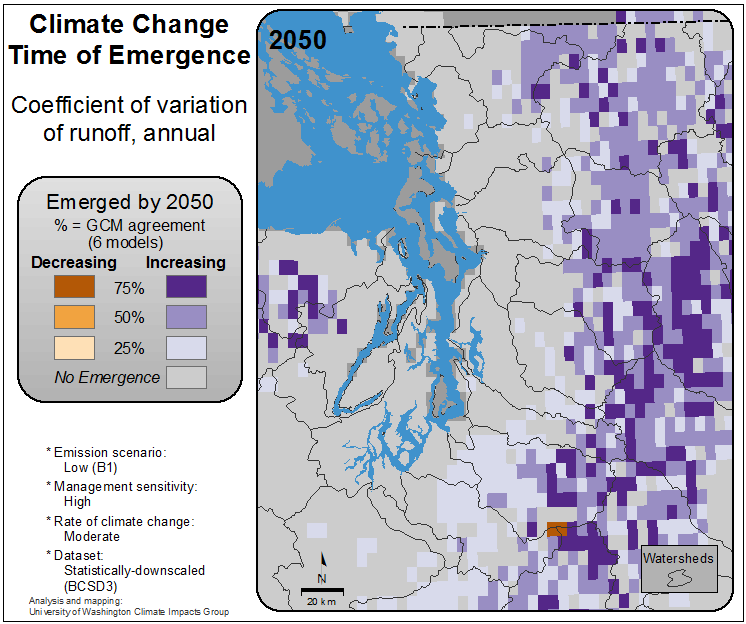 Climate Change
Time of Emergence
Coefficient of variation
of runoff, annual
Emerged by 2050
% = GCM agreement
(6 models)
Decreasing Increasing
75%
50%
25%
No Emergence
* Emission scenario:
Low (B1)
* Management sensitivity:
High
* Rate of climate change:
Moderate
* Dataset:
Statistically-downscaled
(BCSD3)
Analysis and mapping:
University of Washington Climate Impacts Group
2050
N
20 km
Watersheds